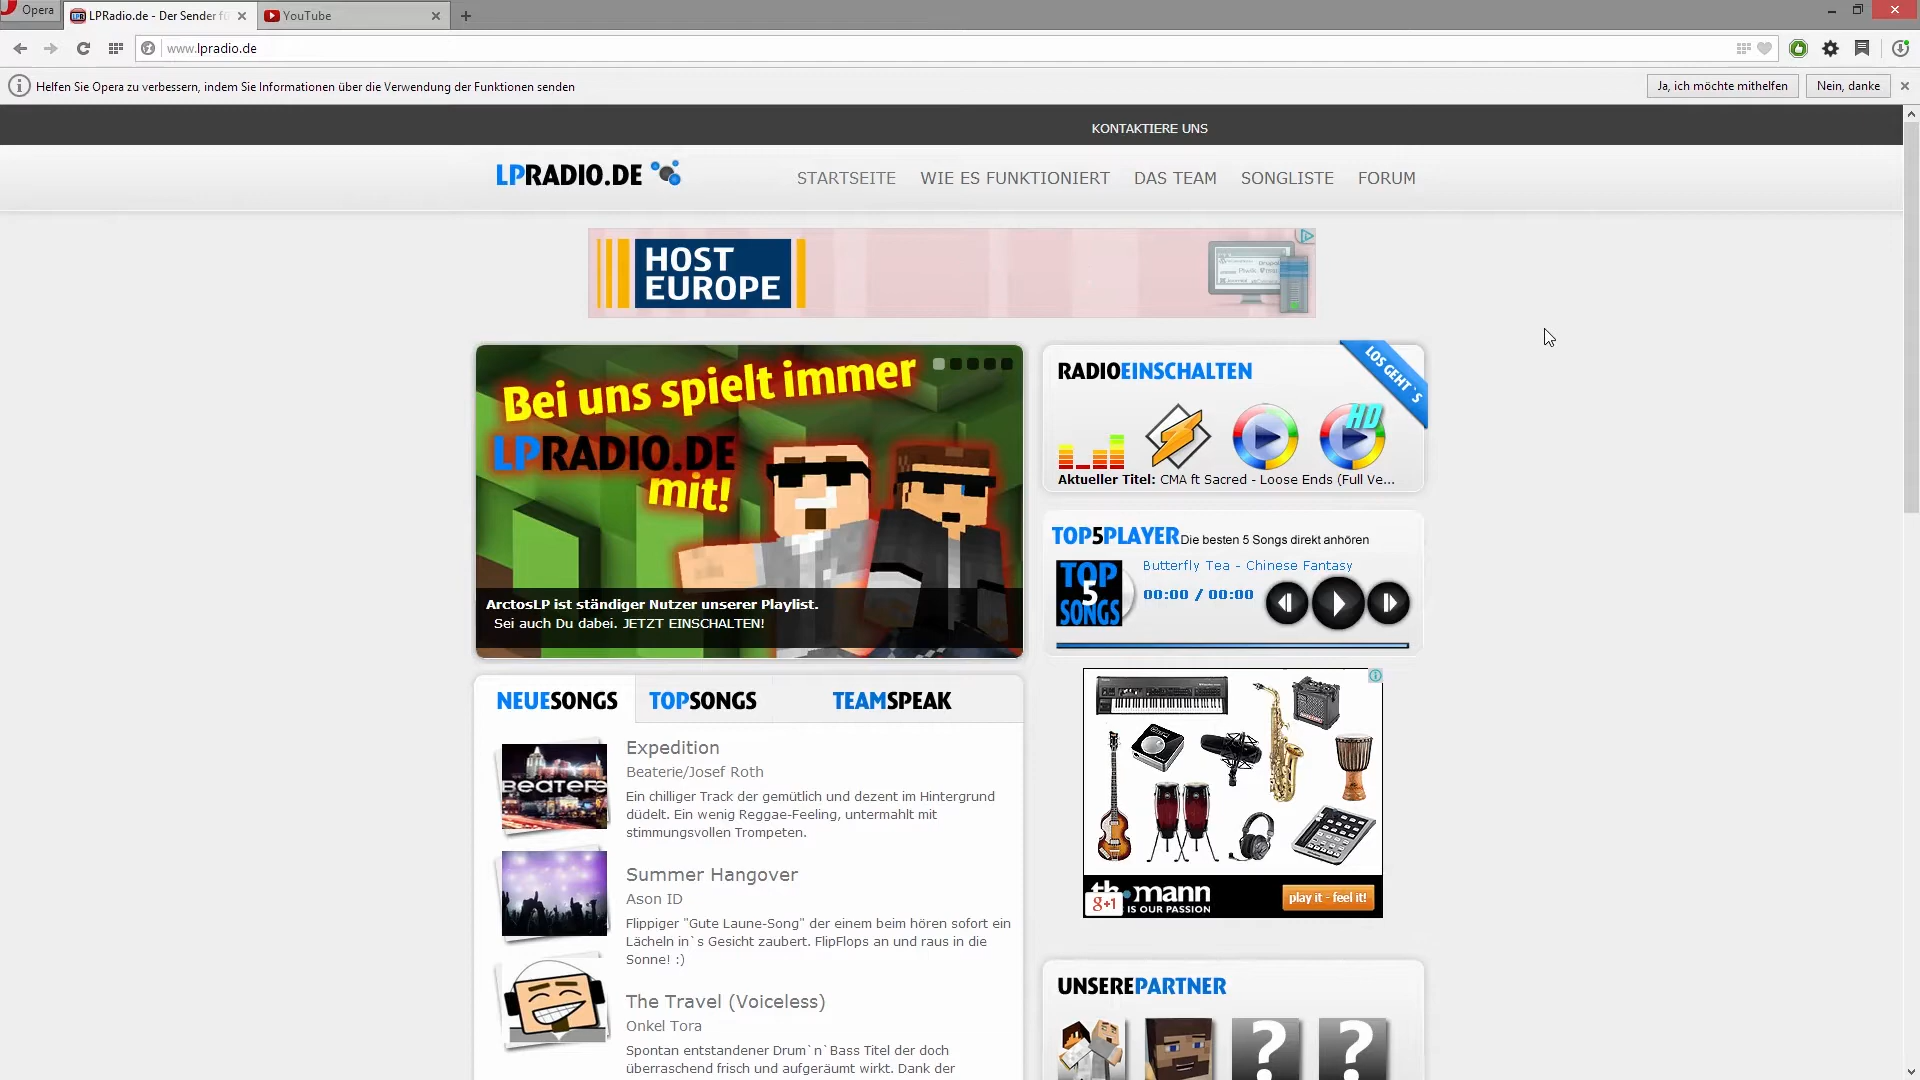 Opera
LPRadio.de - Der Sender fü
YouTube
www.lpradio.de
Helfen Sie Opera zu verbessern, indem Sie Informationen über die Verwendung der Funktionen senden
Ja, ich möchte mithelfen
Nein, danke
KONTAKTIERE UNS
LPRADIO.DE
STARTSEITE
WIE ES FUNKTIONIERT
DAS TEAM
SONGLISTE
FORUM
HOST
EUROPE
Bei uns spielt immer
LPRADIO.DE
mit!
ArctosLP ist ständiger Nutzer unserer Playlist.
Sei auch Du dabei. JETZT EINSCHALTEN!
RADIOEINSCHALTEN
LOS GEHT`S
HD
Aktueller Titel: CMA ft Sacred - Loose Ends (Full Ve...
TOP5PLAYER Die besten 5 Songs direkt anhören
TOP
5
SONGS
Butterfly Tea - Chinese Fantasy
00:00 / 00:00
NEUESONGS
TOPSONGS
TEAMSPEAK
Expedition
Beaterie/Josef Roth
Ein chilliger Track der gemütlich und dezent im Hintergrund
düdelt. Ein wenig Reggae-Feeling, untermahlt mit
stimmungsvollen Trompeten.
Summer Hangover
Ason ID
Flippiger "Gute Laune-Song" der einem beim hören sofort ein
Lächeln in`s Gesicht zaubert. FlipFlops an und raus in die
Sonne! :)
The Travel (Voiceless)
Onkel Tora
Spontan entstandener Drum`n`Bass Titel der doch
überraschend frisch und aufgeräumt wirkt. Dank der
th•mann
IS OUR PASSION
g+1
play it - feel it!
UNSEREPARTNER
? ?